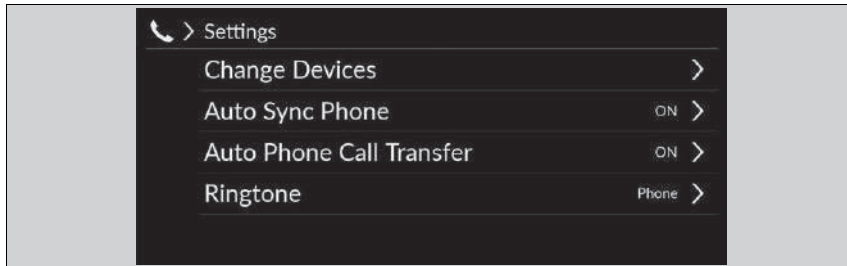 Settings
Change Devices
Auto Sync Phone ON
Auto Phone Call Transfer ON
Ringtone Phone